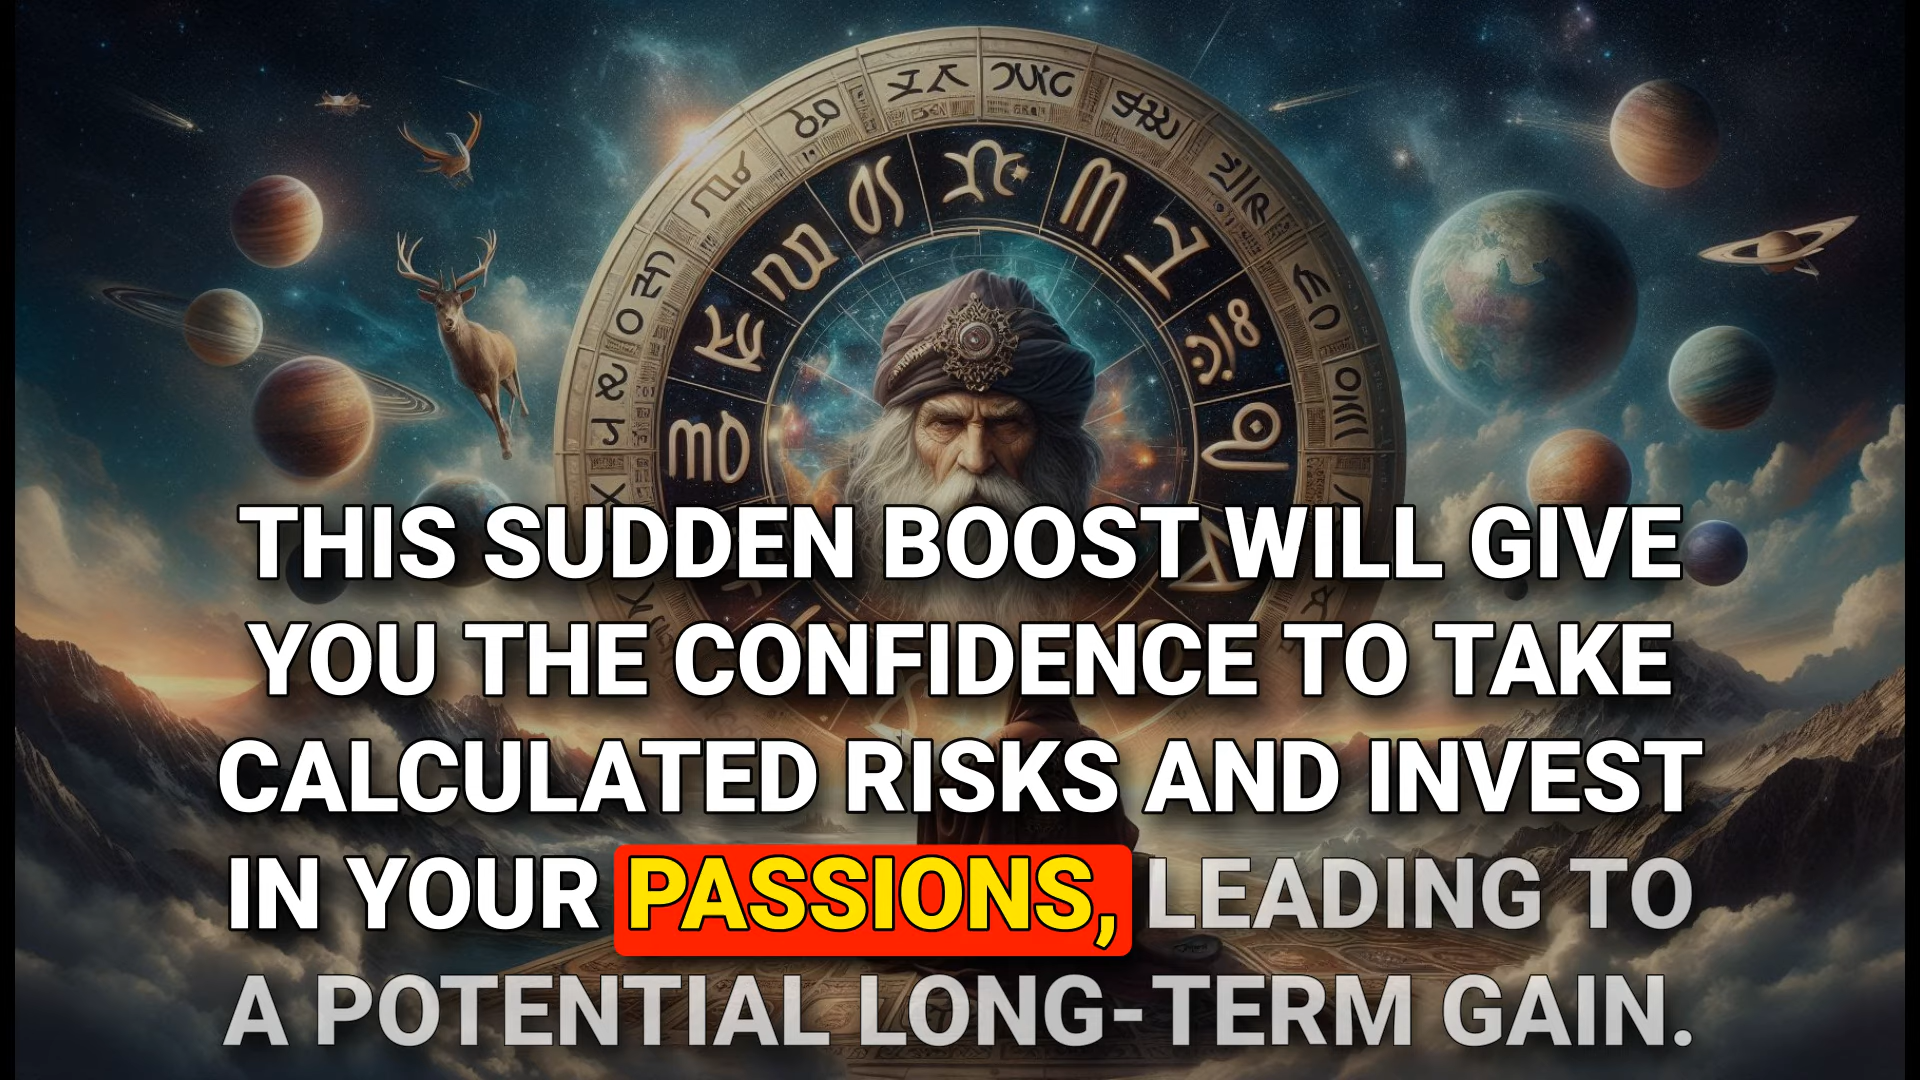 THIS SUDDEN BOOST WILL GIVE
YOU THE CONFIDENCE TO TAKE
CALCULATED RISKS AND INVEST
IN YOUR PASSIONS, LEADING TO
A POTENTIAL LONG-TERM GAIN.